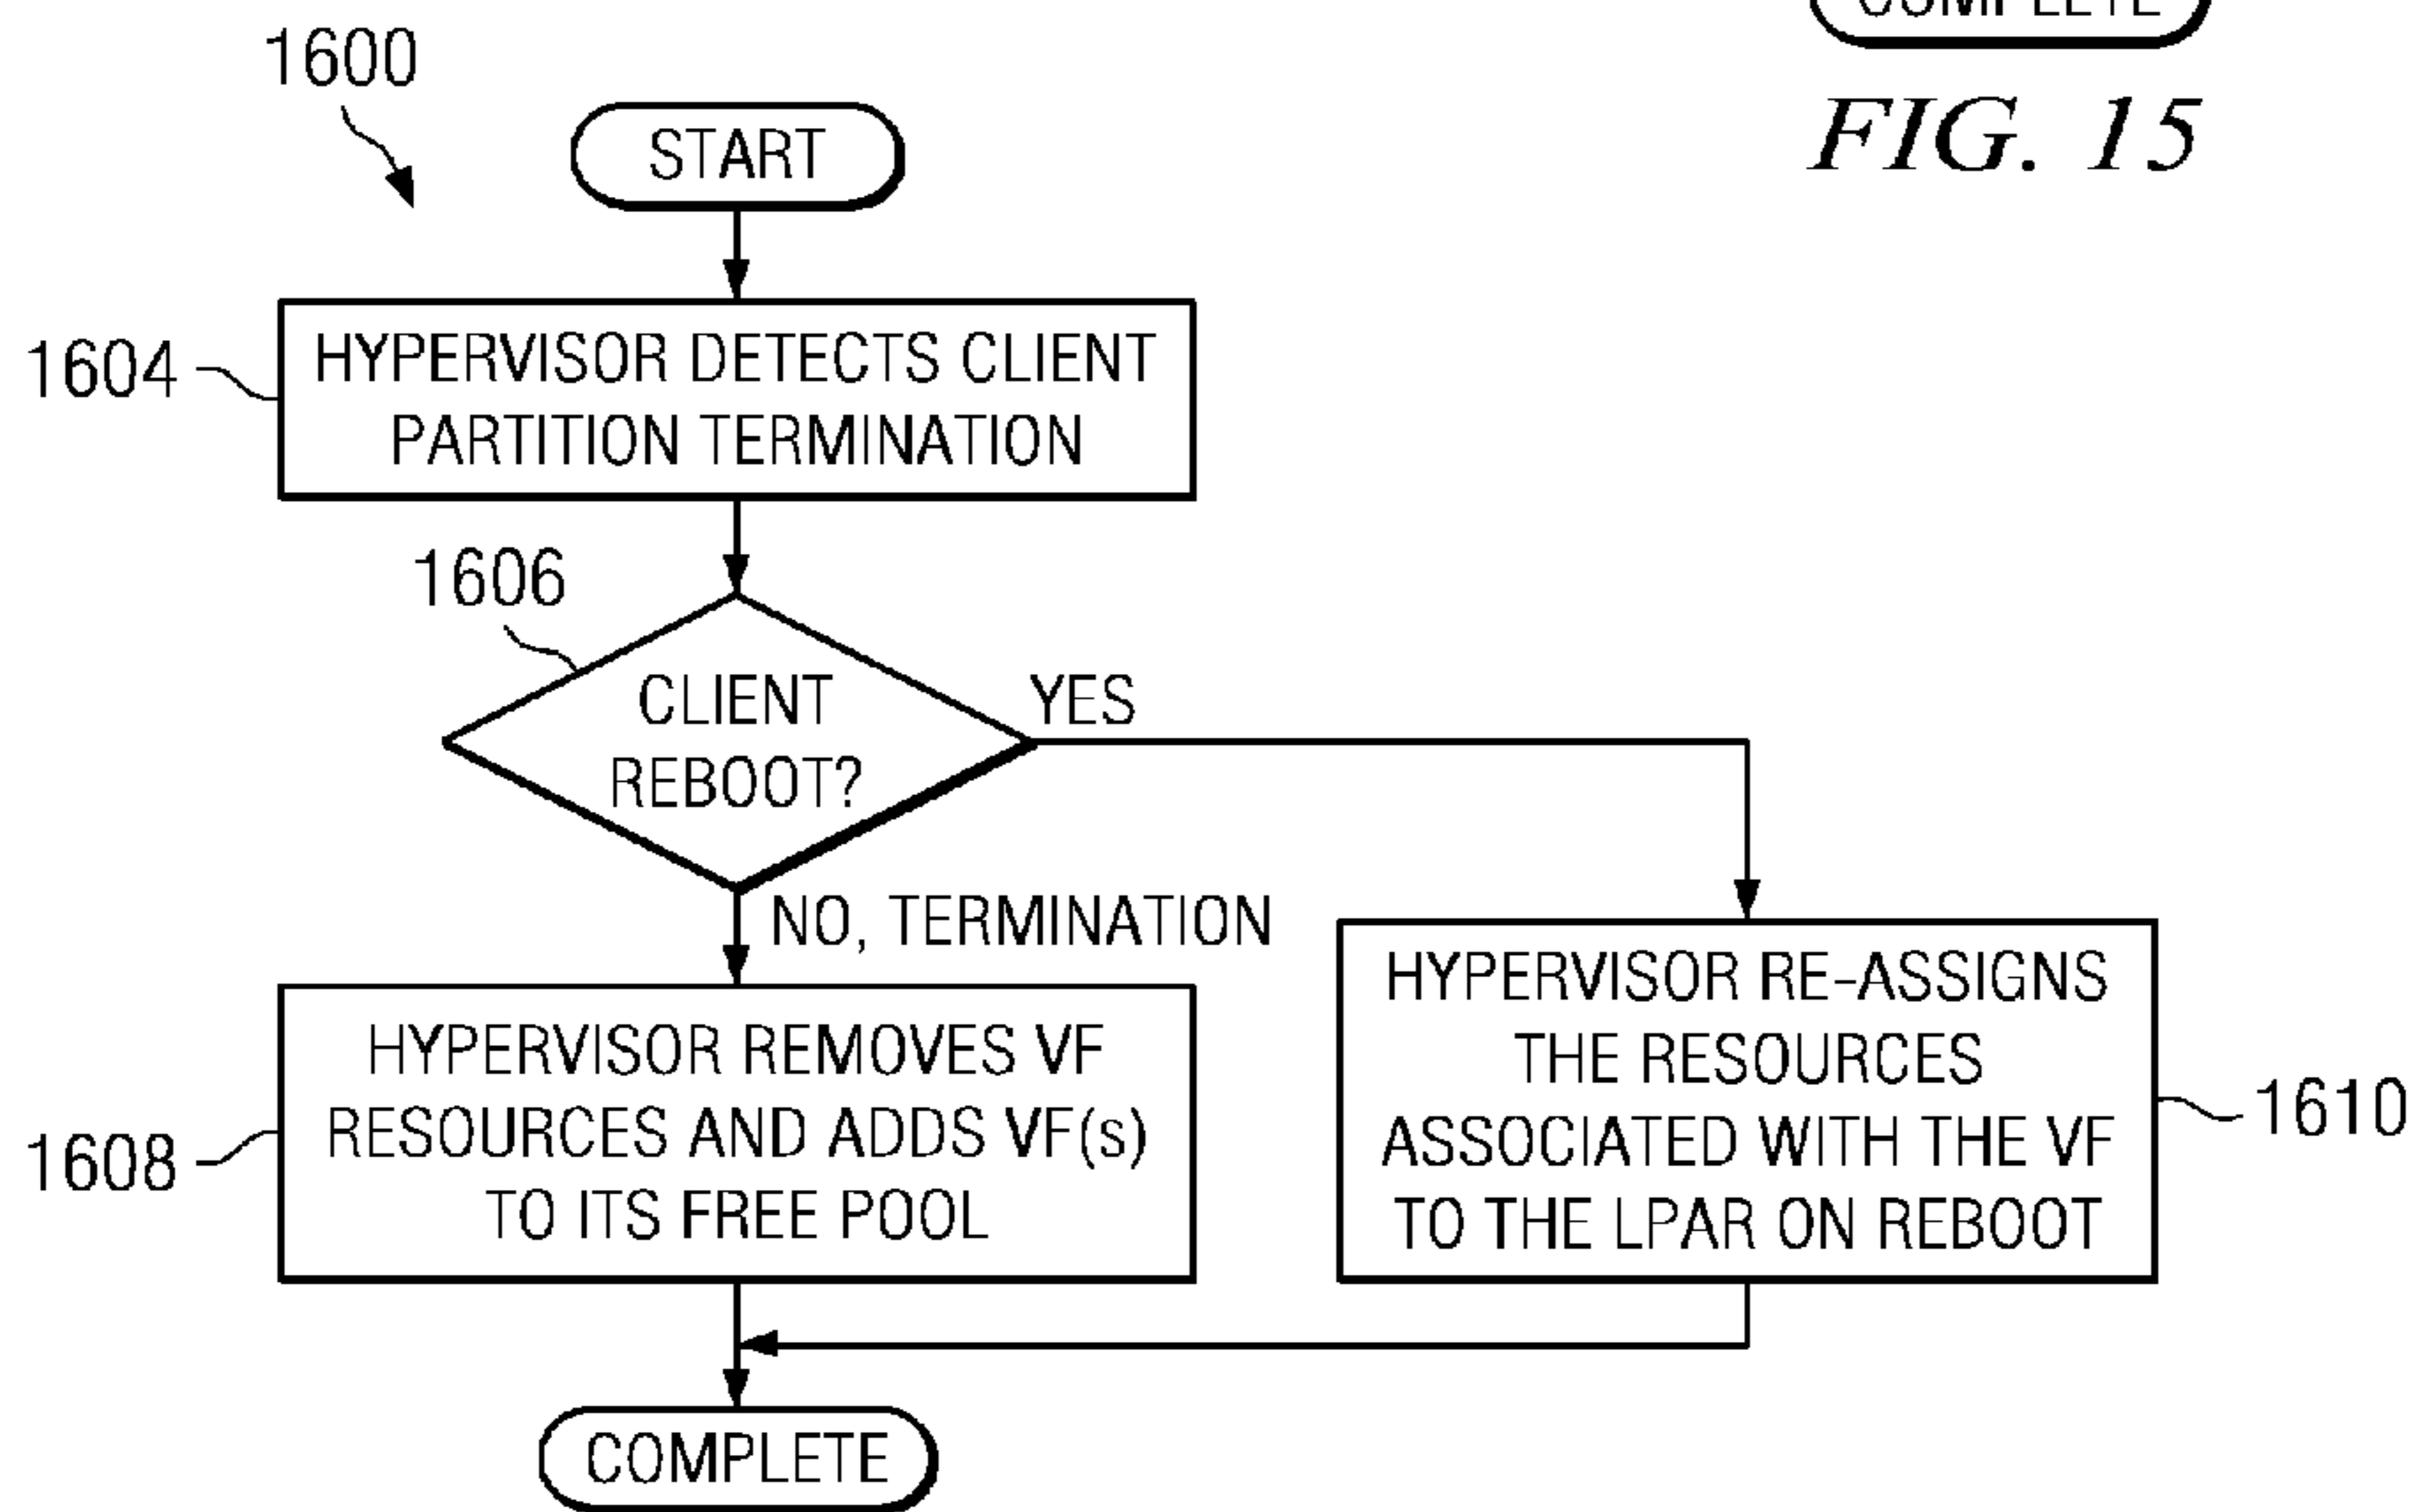 COMPLETE
FIG. 15
1600
START
1604
HYPERVISOR DETECTS CLIENT
PARTITION TERMINATION
1606
CLIENT
REBOOT?
YES
NO, TERMINATION
1608
HYPERVISOR REMOVES VF
RESOURCES AND ADDS VF(s)
TO ITS FREE POOL
HYPERVISOR RE-ASSIGNS
THE RESOURCES
ASSOCIATED WITH THE VF
TO THE LPAR ON REBOOT
1610
COMPLETE